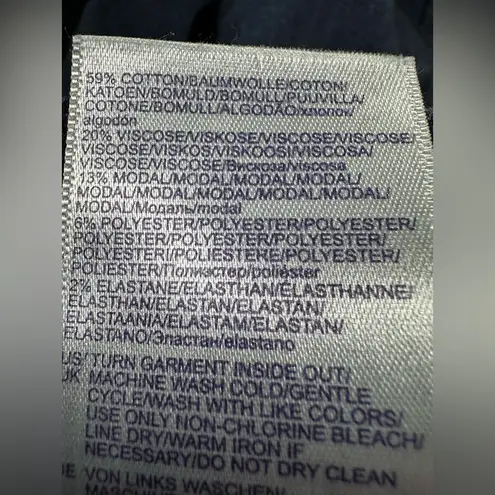 59% COTTON/BAUMWOLLE/COTON/
KATOEN/BOMULD/BOMULL/PUUVILLA/
COTONE/BOMULL/ALGODÃO/хлопок/
algodón
20% VISCOSE/VISKOSE/VISCOSE/VISCOSE/
VISCOSE/VISKOS/VISKOOSI/VISCOSA/
VISCOSE/VISCOSE/Вискоза/viscosa
13% MODAL/MODAL/MODAL/MODAL/
MODAL/MODAL/MODAL/MODAL/MODAL/
MODAL/Модаль/modal
6% POLYESTER/POLYESTER/POLYESTER/
POLYESTER/POLYESTER/POLYESTER/
POLYESTERI/POLIESTERE/POLYESTER/
POLIÉSTER/Полиэстер/poliéster
2% ELASTANE/ELASTHAN/ÉLASTHANNE/
ELASTHAN/ELASTAN/ELASTAN/
ELASTAANIA/ELASTAM/ELASTAN/
ELASTANO/Эластан/elastano
US/ TURN GARMENT INSIDE OUT/
UK MACHINE WASH COLD/GENTLE
CYCLE/WASH WITH LIKE COLORS/
USE ONLY NON-CHLORINE BLEACH/
LINE DRY/WARM IRON IF
NECESSARY/DO NOT DRY CLEAN
DE VON LINKS WASCHEN/